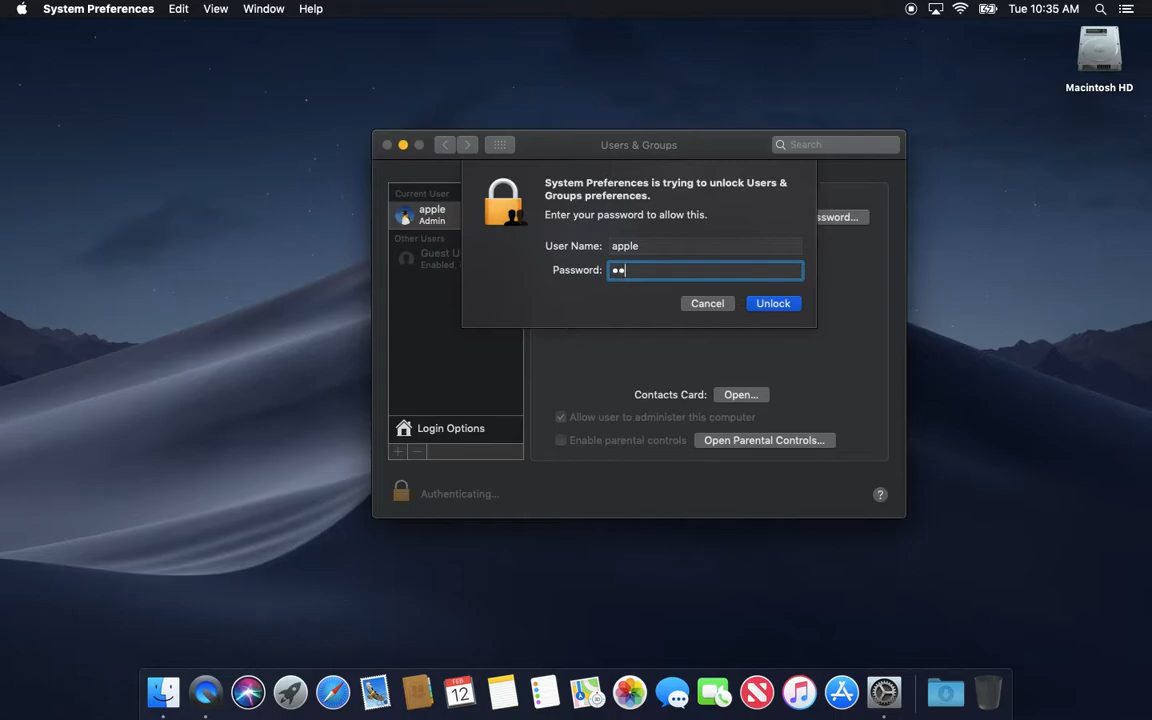 System Preferences Edit View Window Help Tue 10:35 AM
Macintosh HD
Users & Groups
Search
Current User
apple
Admin
Other Users
Guest U
Enabled,
System Preferences is trying to unlock Users &
Groups preferences.
Enter your password to allow this.
User Name: apple
Password: ••
Cancel Unlock
ssword...
Contacts Card: Open...
Allow user to administer this computer
Enable parental controls Open Parental Controls...
Login Options
+ −
Authenticating...
?
FEB
12